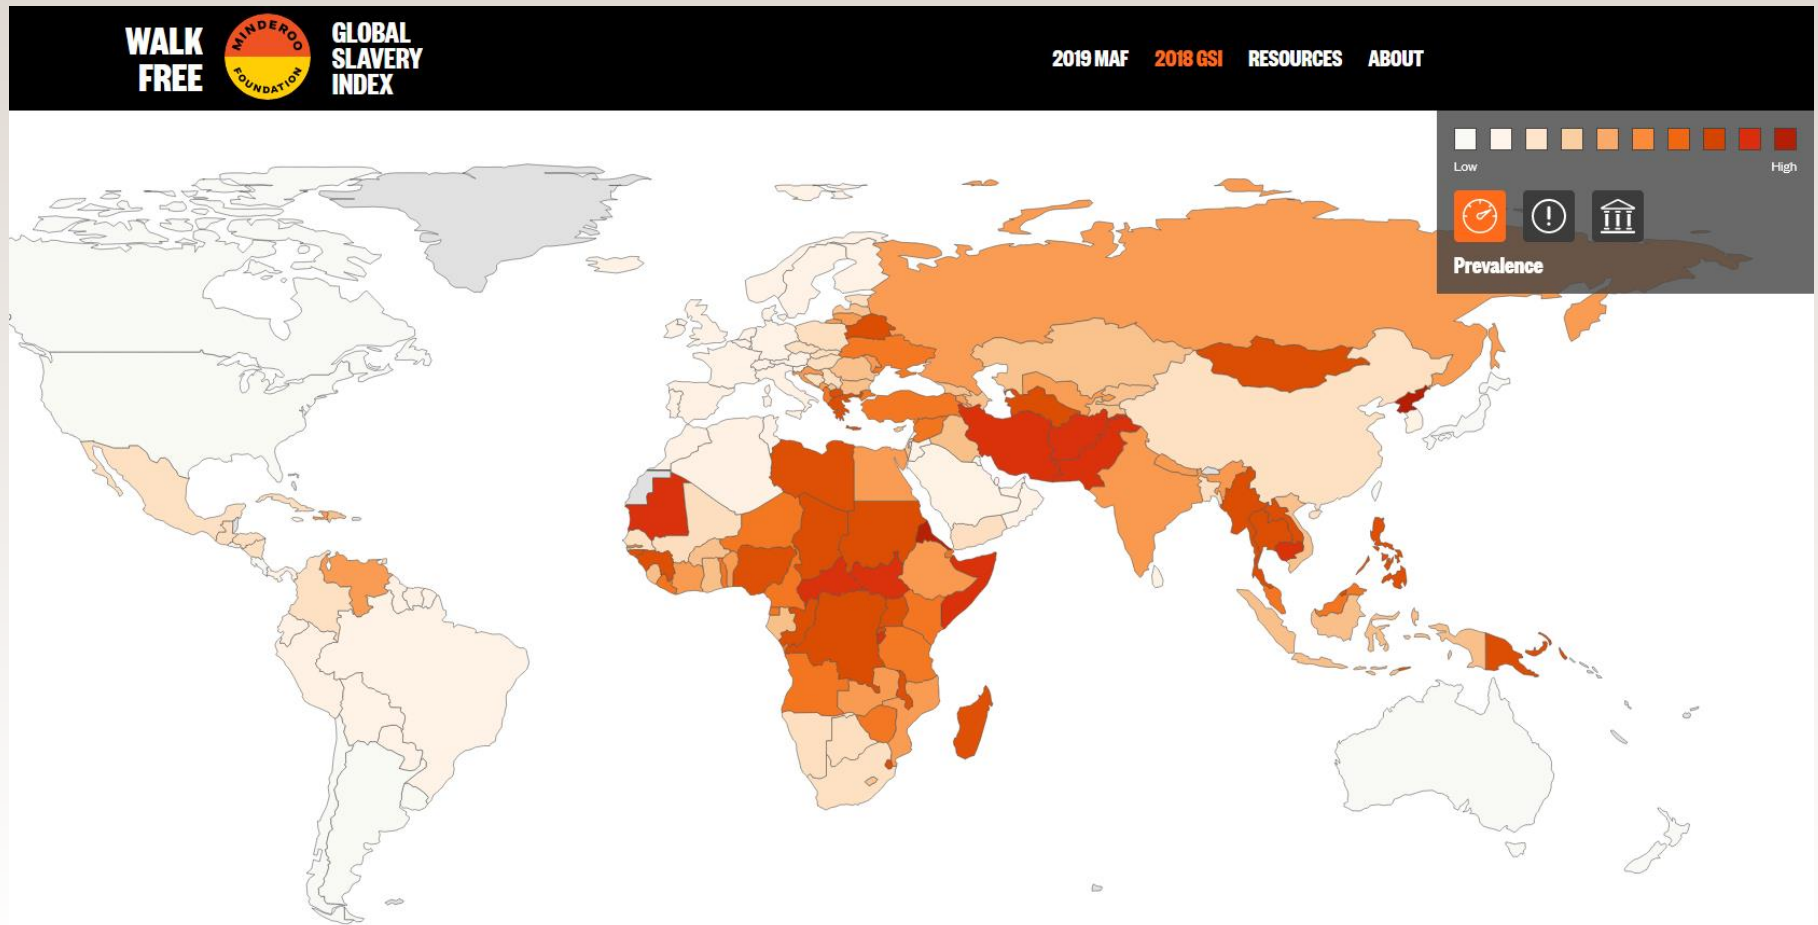 WALK
FREE
MINDEROO
FOUNDATION
GLOBAL
SLAVERY
INDEX
2019 MAF 2018 GSI RESOURCES ABOUT
Low High
!
Prevalence